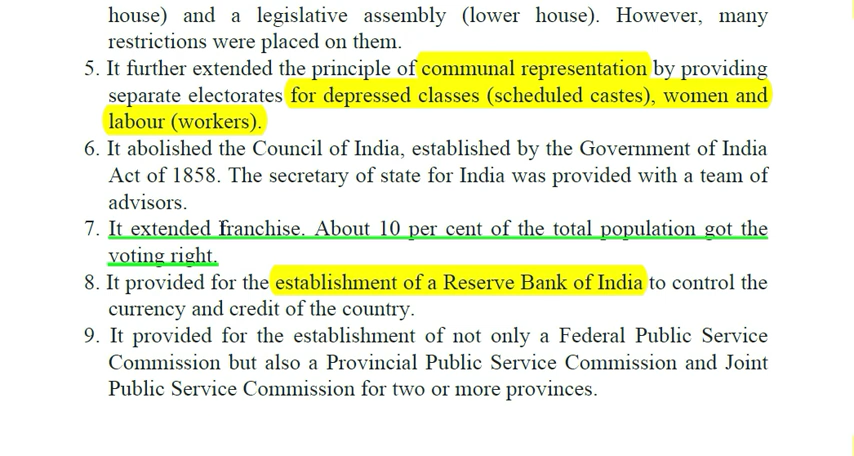 house) and a legislative assembly (lower house). However, many
restrictions were placed on them.
5. It further extended the principle of communal representation by providing
separate electorates for depressed classes (scheduled castes), women and
labour (workers).
6. It abolished the Council of India, established by the Government of India
Act of 1858. The secretary of state for India was provided with a team of
advisors.
7. It extended franchise. About 10 per cent of the total population got the
voting right.
8. It provided for the establishment of a Reserve Bank of India to control the
currency and credit of the country.
9. It provided for the establishment of not only a Federal Public Service
Commission but also a Provincial Public Service Commission and Joint
Public Service Commission for two or more provinces.